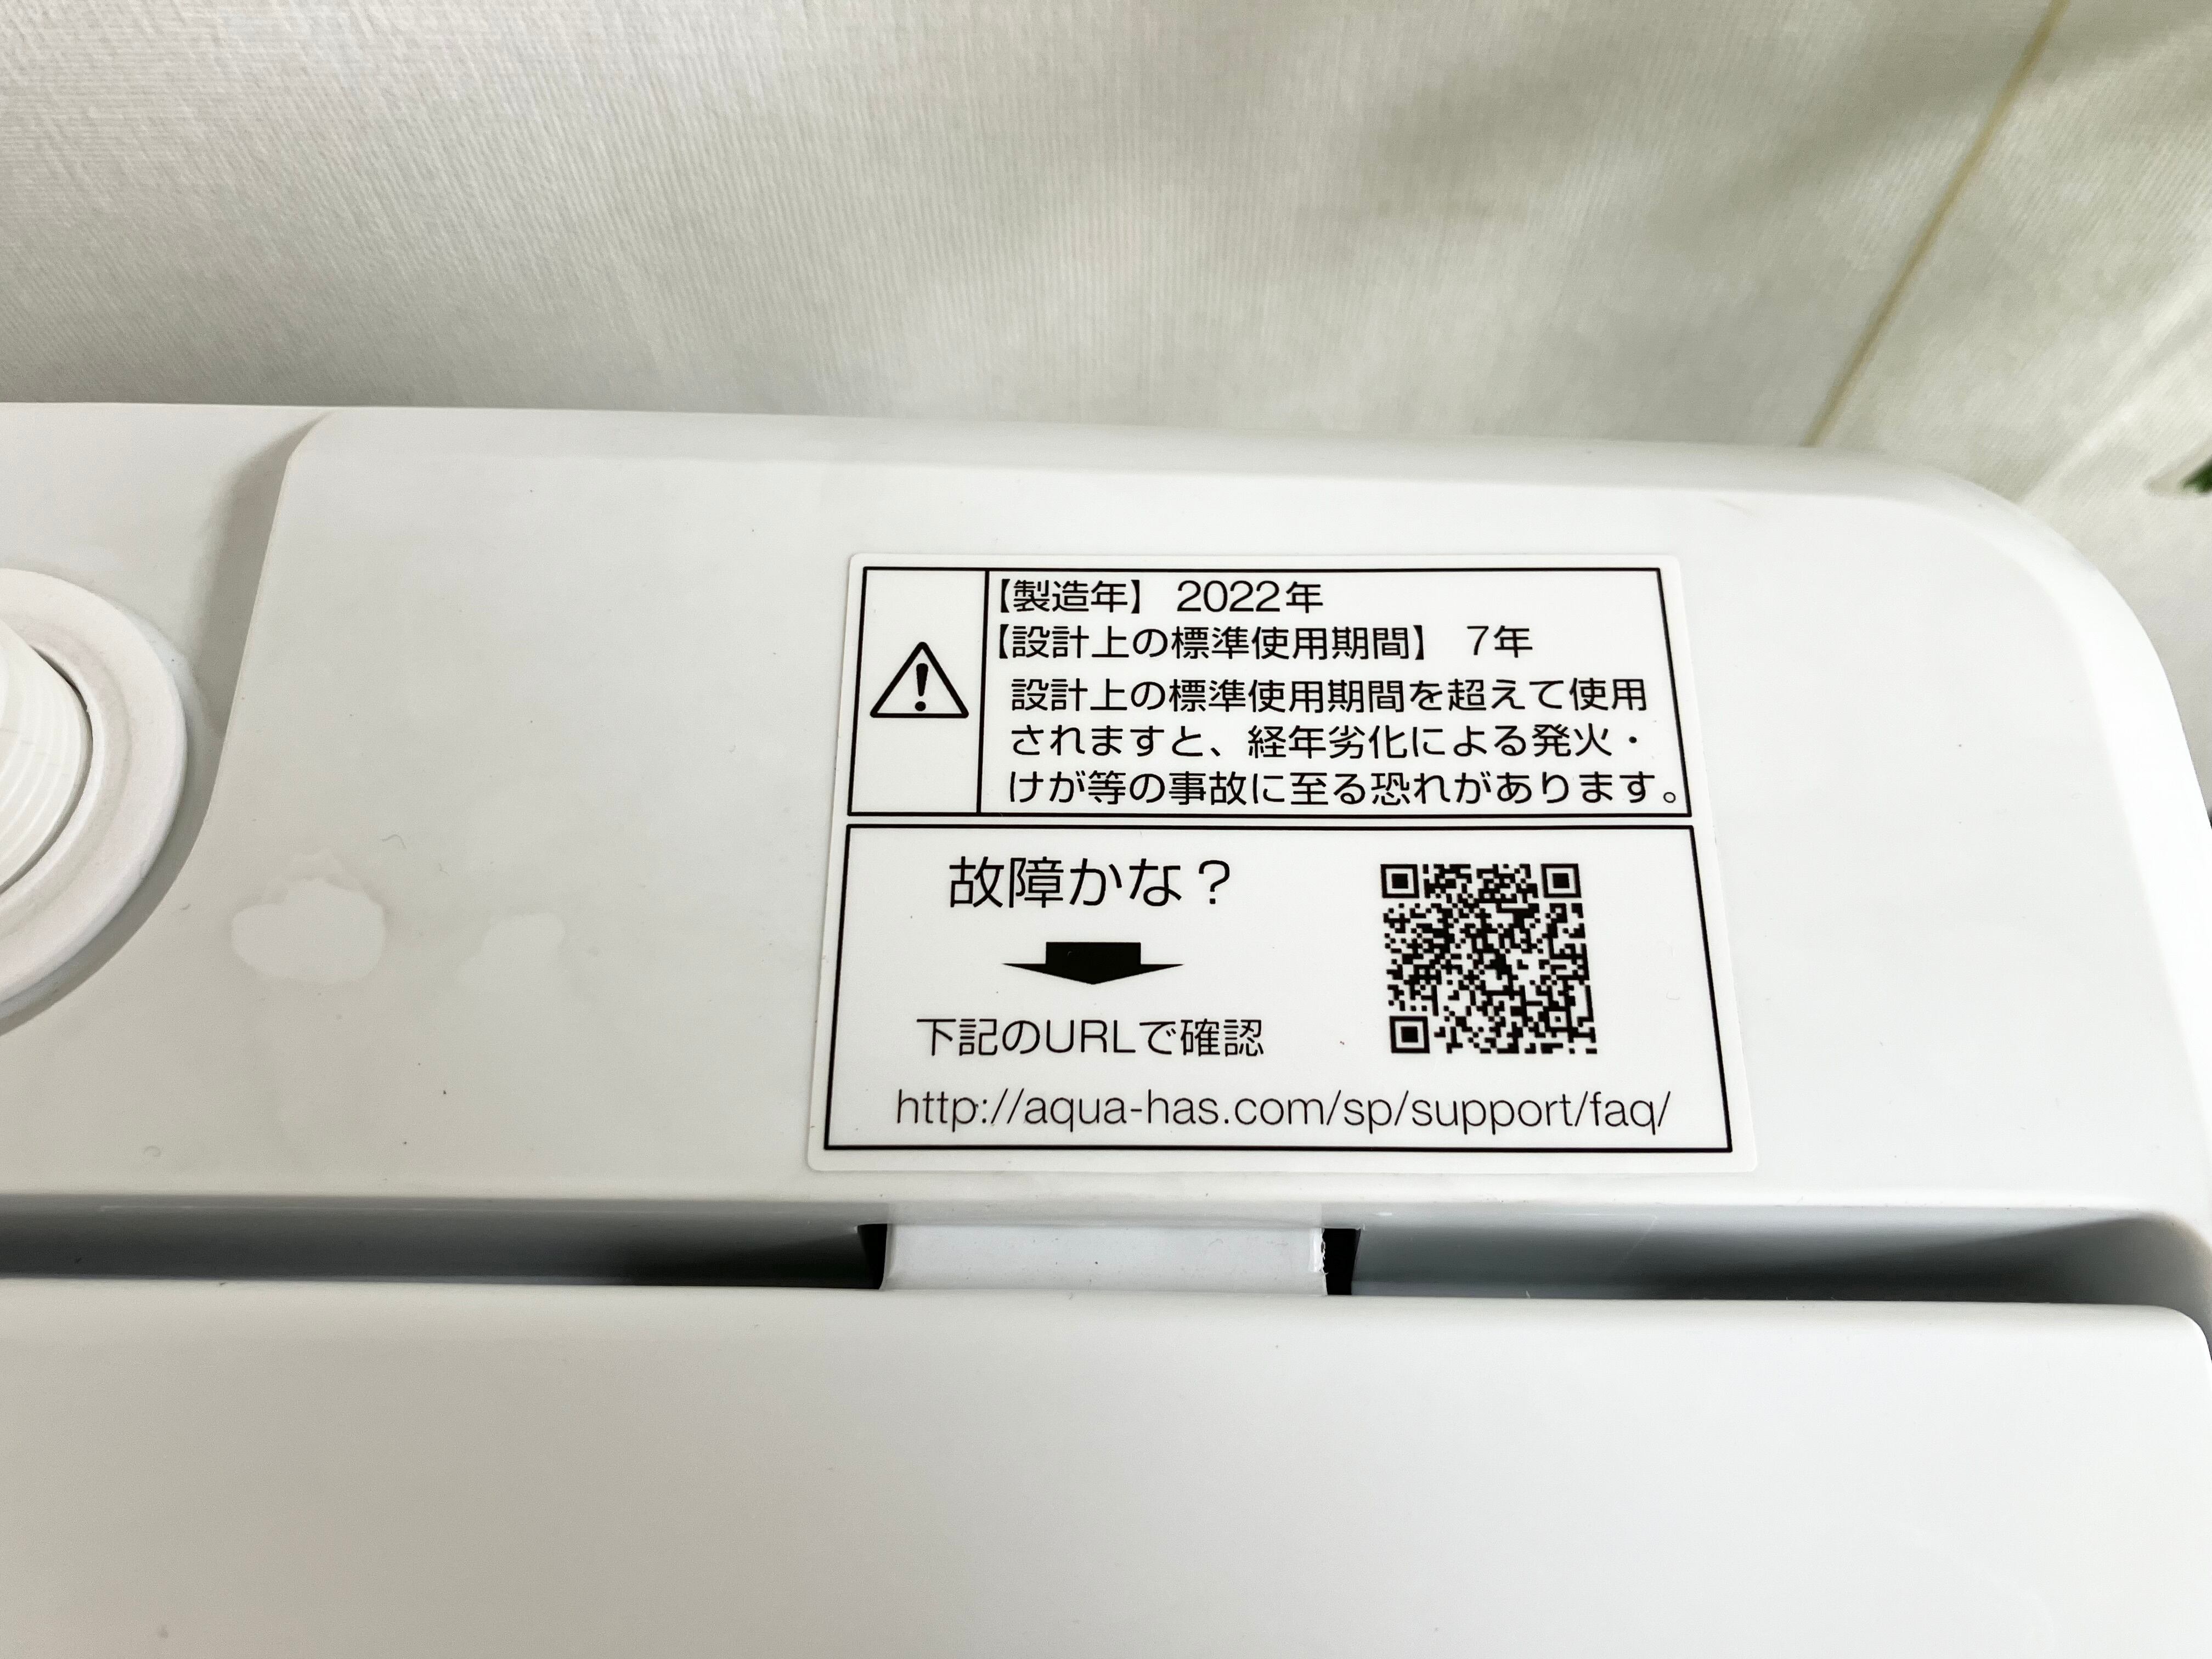 【製造年】 2022年
【設計上の標準使用期間】 7年
設計上の標準使用期間を超えて使用
されますと、経年劣化による発火・
けが等の事故に至る恐れがあります。
故障かな？
下記のURLで確認
http://aqua-has.com/sp/support/faq/